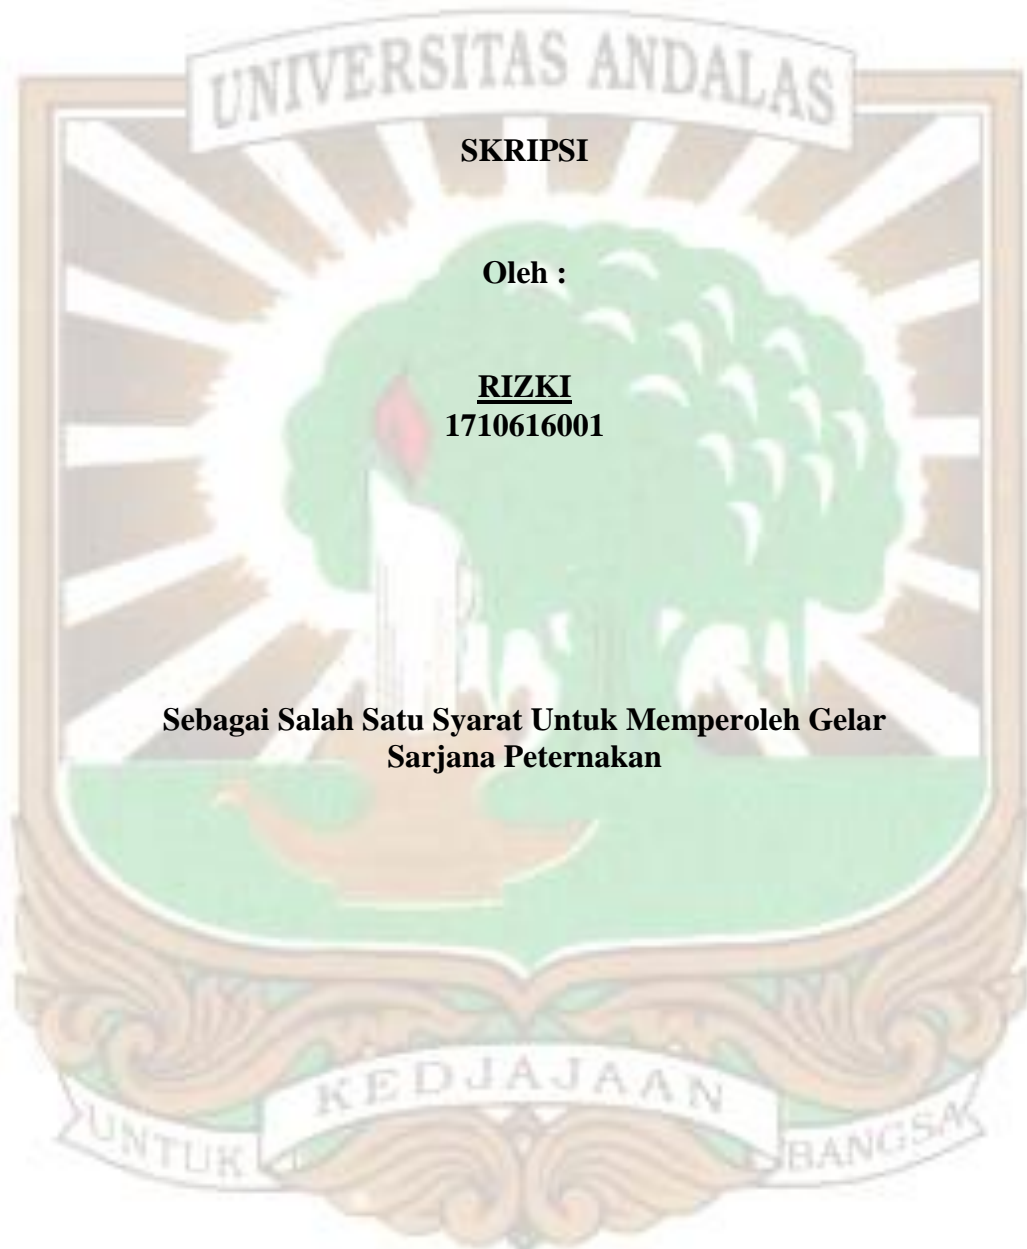 UNIVERSITAS ANDALAS
SKRIPSI
Oleh :
RIZKI
1710616001
Sebagai Salah Satu Syarat Untuk Memperoleh Gelar
Sarjana Peternakan
UNTUK KEDJAJAAN BANGSA